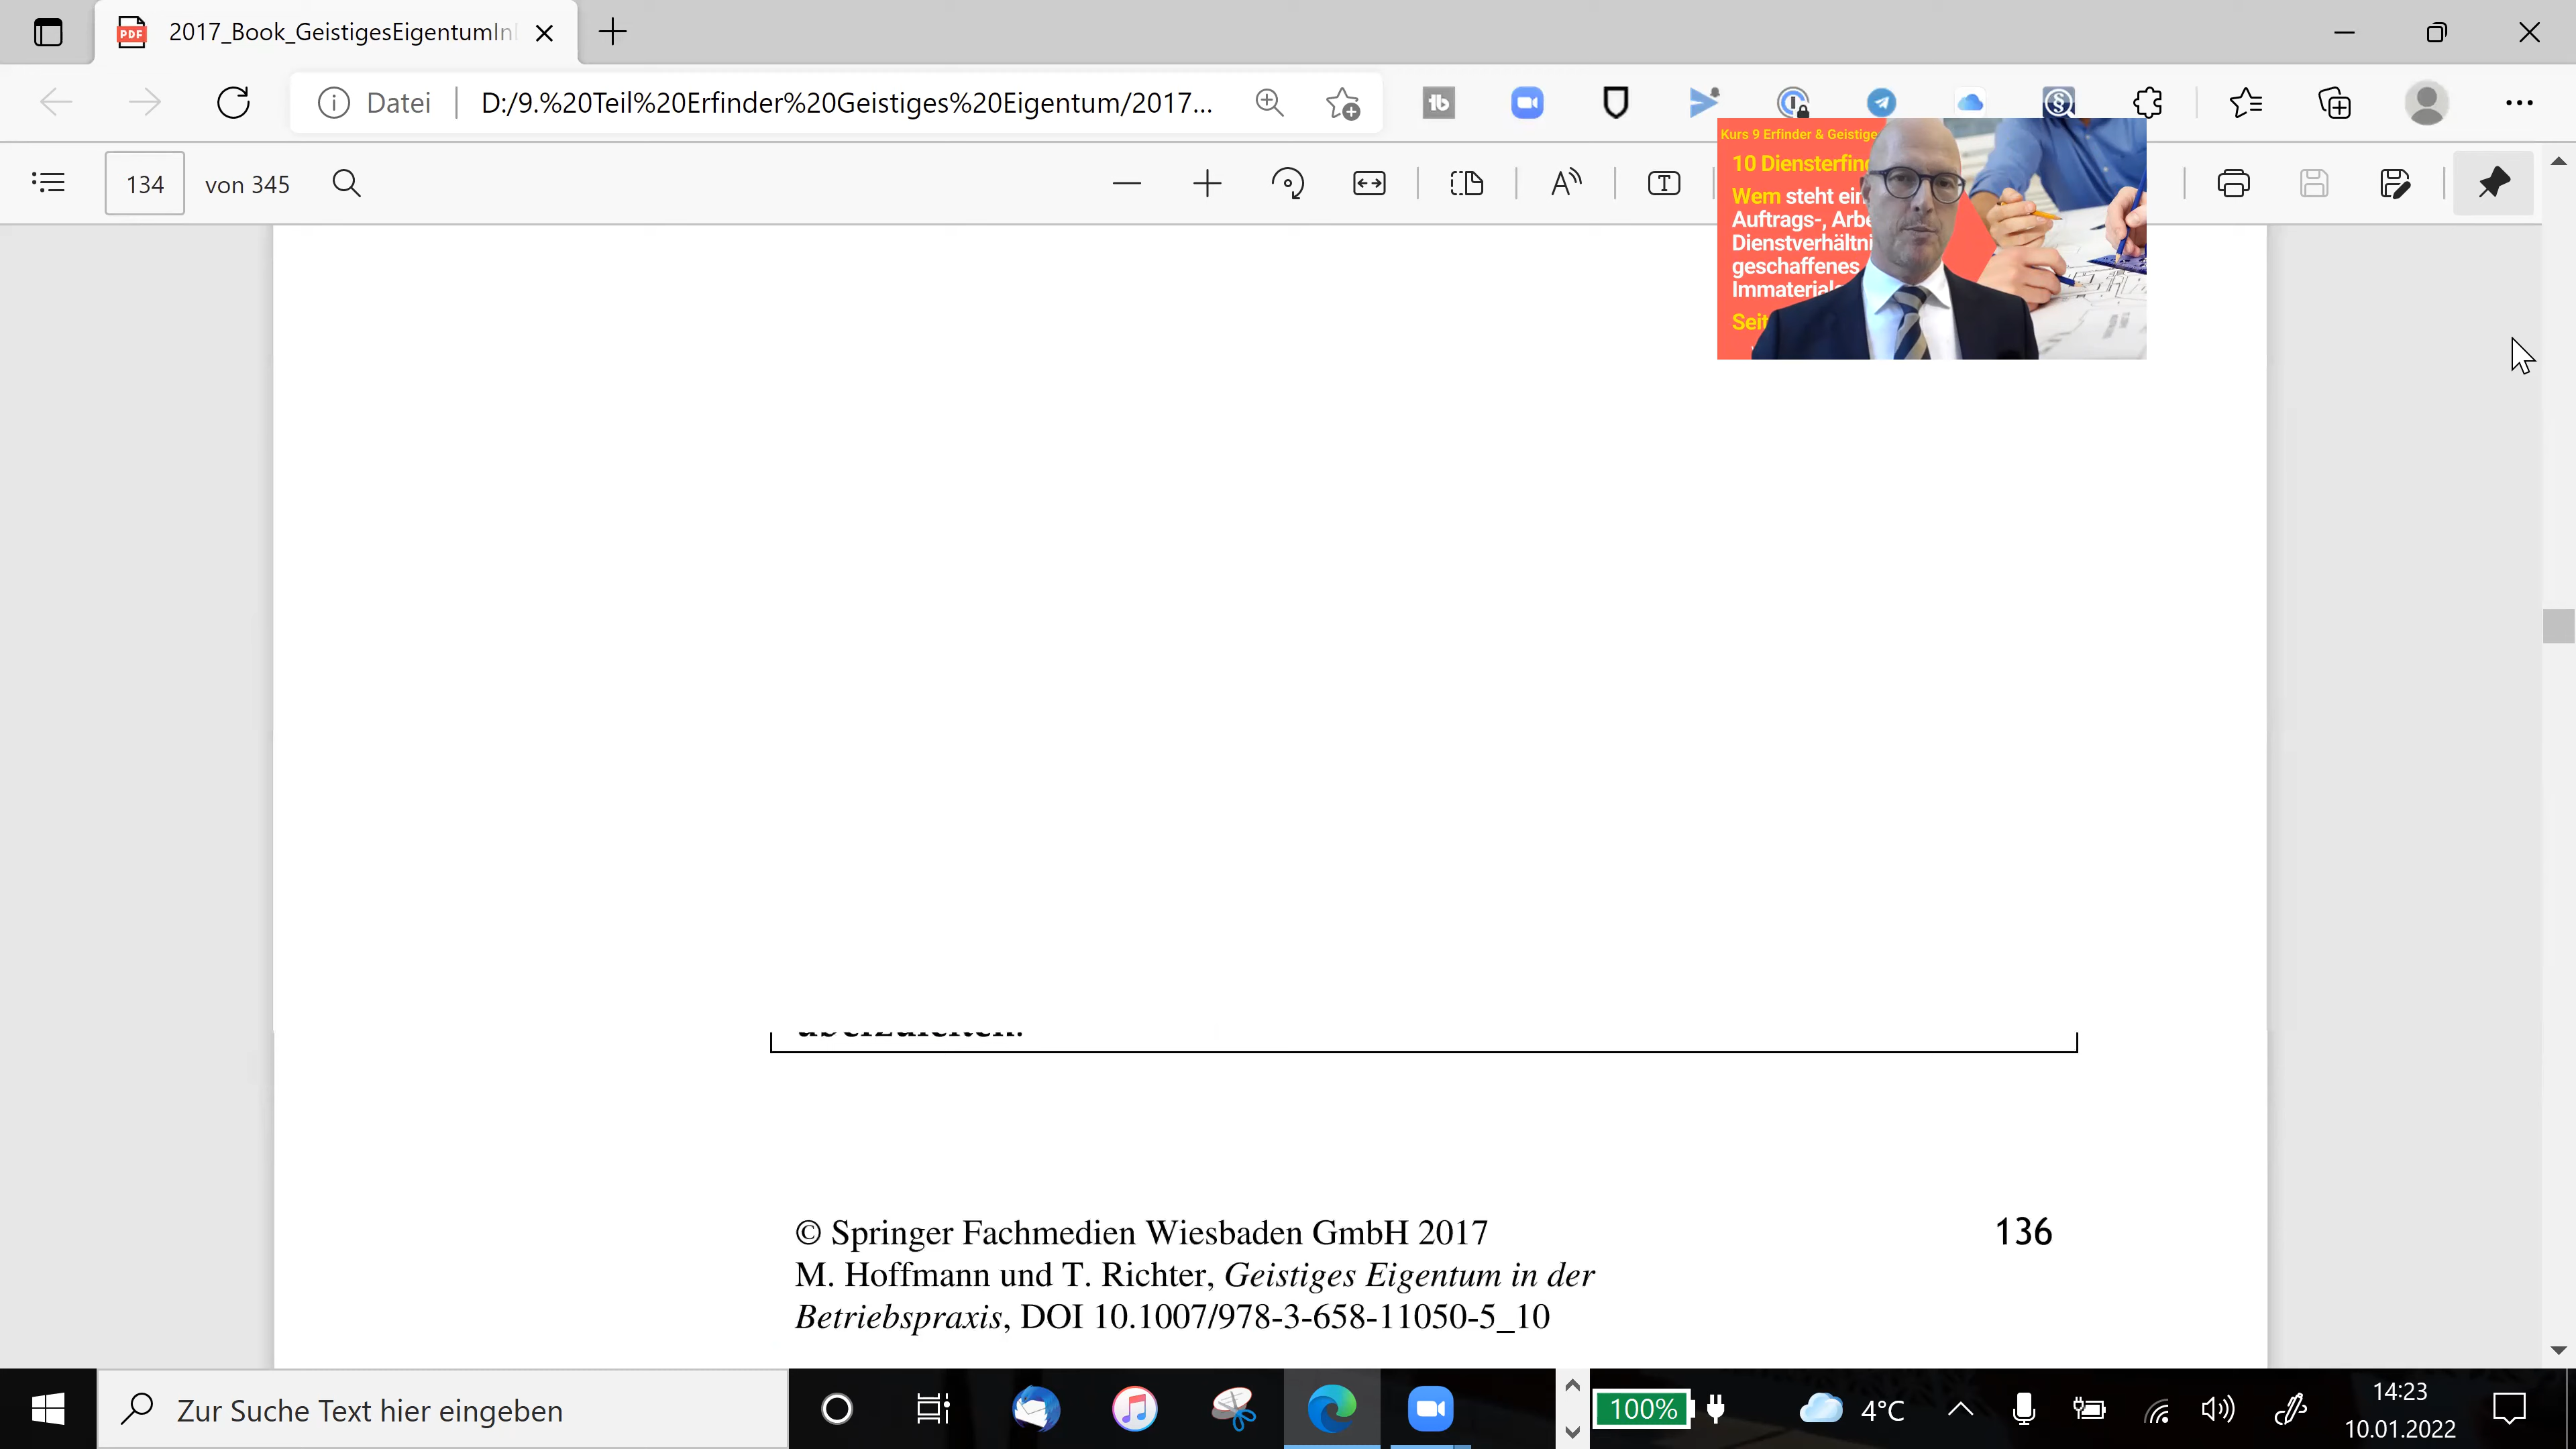 2017_Book_GeistigesEigentumIn
Datei
D:/9.%20Teil%20Erfinder%20Geistiges%20Eigentum/2017...
134 von 345
Kurs 9 Erfinder & Geistige
10 Diensterfin
Wem steht ein
Auftrags-, Arbe
Dienstverhältni
geschaffenes
Immaterial
Seit
überzuleiten.
© Springer Fachmedien Wiesbaden GmbH 2017
136
M. Hoffmann und T. Richter, Geistiges Eigentum in der
Betriebspraxis, DOI 10.1007/978-3-658-11050-5_10
Zur Suche Text hier eingeben
100%
4°C
14:23
10.01.2022